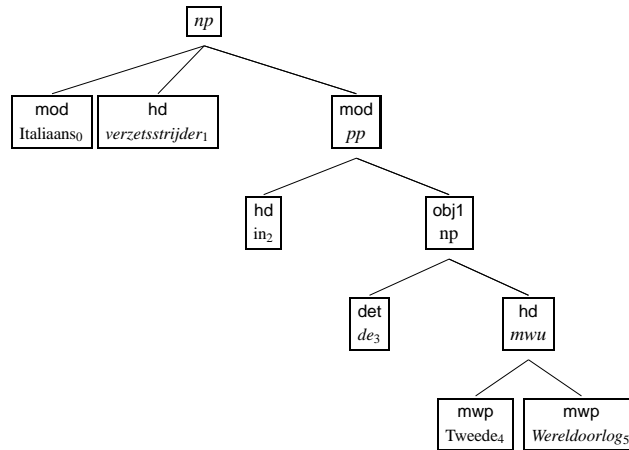 np
mod hd mod
Italiaans0 verzetsstrijder1 pp
hd obj1
in2 np
det hd
de3 mwu
mwp mwp
Tweede4 Wereldoorlog5